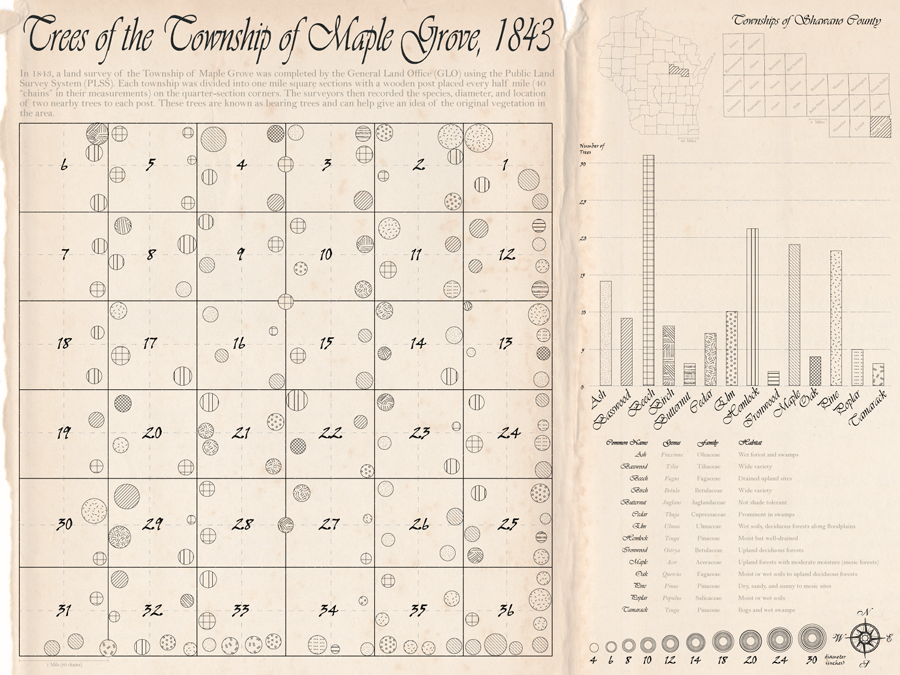 Trees of the Township of Maple Grove, 1843
In 1843, a land survey of the Township of Maple Grove was completed by the General Land Office (GLO) using the Public Land
Survey System (PLSS). Each township was divided into one mile square sections with a wooden post placed every half mile (40
"chains" in their measurements) on the quarter-section corners. The surveyors then recorded the species, diameter, and location
of two nearby trees to each post. These trees are known as bearing trees and can help give an idea of the original vegetation in
the area.
6 5 4 3 2 1
7 8 9 10 11 12
18 17 16 15 14 13
19 20 21 22 23 24
30 29 28 27 26 25
31 32 33 34 35 36
1 Mile (40 chains)
Townships of Shawano County
Number of
Trees
30
25
20
15
10
5
0
Ash Basswood Beech Birch Butternut Cedar Elm Hemlock Ironwood Maple Oak Pine Poplar Tamarack
Common Name Genus Family Habitat
Ash Fraxinus Oleaceae Wet forest and swamps
Basswood Tilia Tiliaceae Wide variety
Beech Fagus Fagaceae Drained upland sites
Birch Betula Betulaceae Wide variety
Butternut Juglans Juglandaceae Not shade tolerant
Cedar Thuja Cupressaceae Prominent in swamps
Elm Ulmus Ulmaceae Wet soils, deciduous forests along floodplains
Hemlock Tsuga Pinaceae Moist but well-drained
Ironwood Ostrya Betulaceae Upland deciduous forests
Maple Acer Aceraceae Upland forests with moderate moisture (mesic forests)
Oak Quercus Fagaceae Moist or wet soils to upland deciduous forests
Pine Pinus Pinaceae Dry, sandy, and sunny to mesic sites
Poplar Populus Salicaceae Moist or wet soils
Tamarack Tsuga Pinaceae Bogs and wet swamps
4 6 8 10 12 14 18 20 24 30 diameter
(inches)
N
W E
S